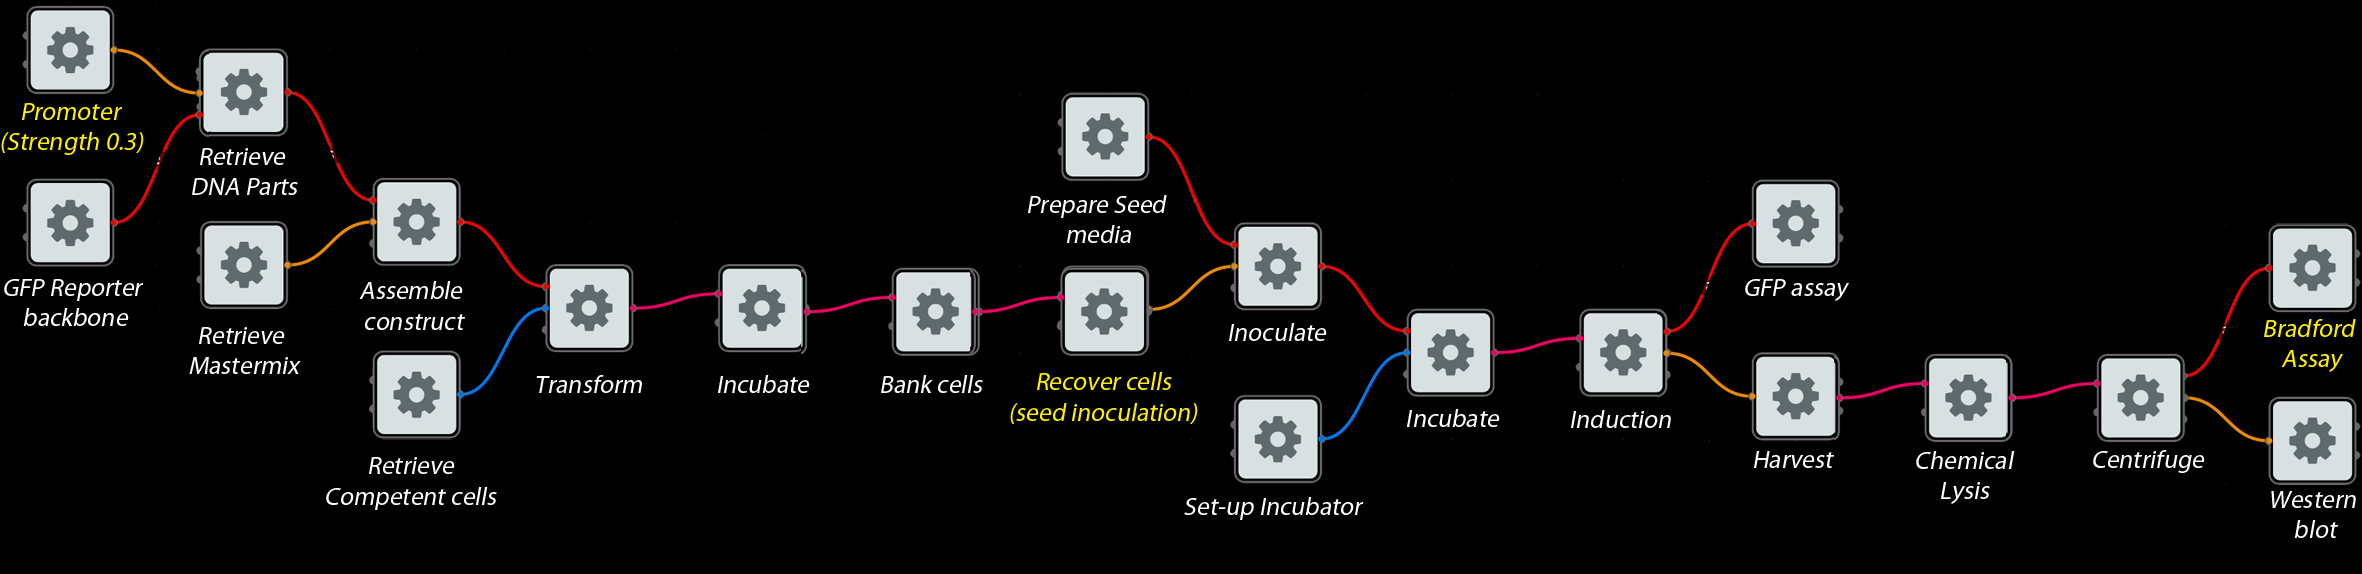 Promoter
(Strength 0.3)
GFP Reporter
backbone
Retrieve
DNA Parts
Retrieve
Mastermix
Assemble
construct
Retrieve
Competent cells
Transform
Incubate
Bank cells
Prepare Seed
media
Recover cells
(seed inoculation)
Inoculate
Set-up Incubator
Incubate
Induction
GFP assay
Harvest
Chemical
Lysis
Centrifuge
Bradford
Assay
Western
blot